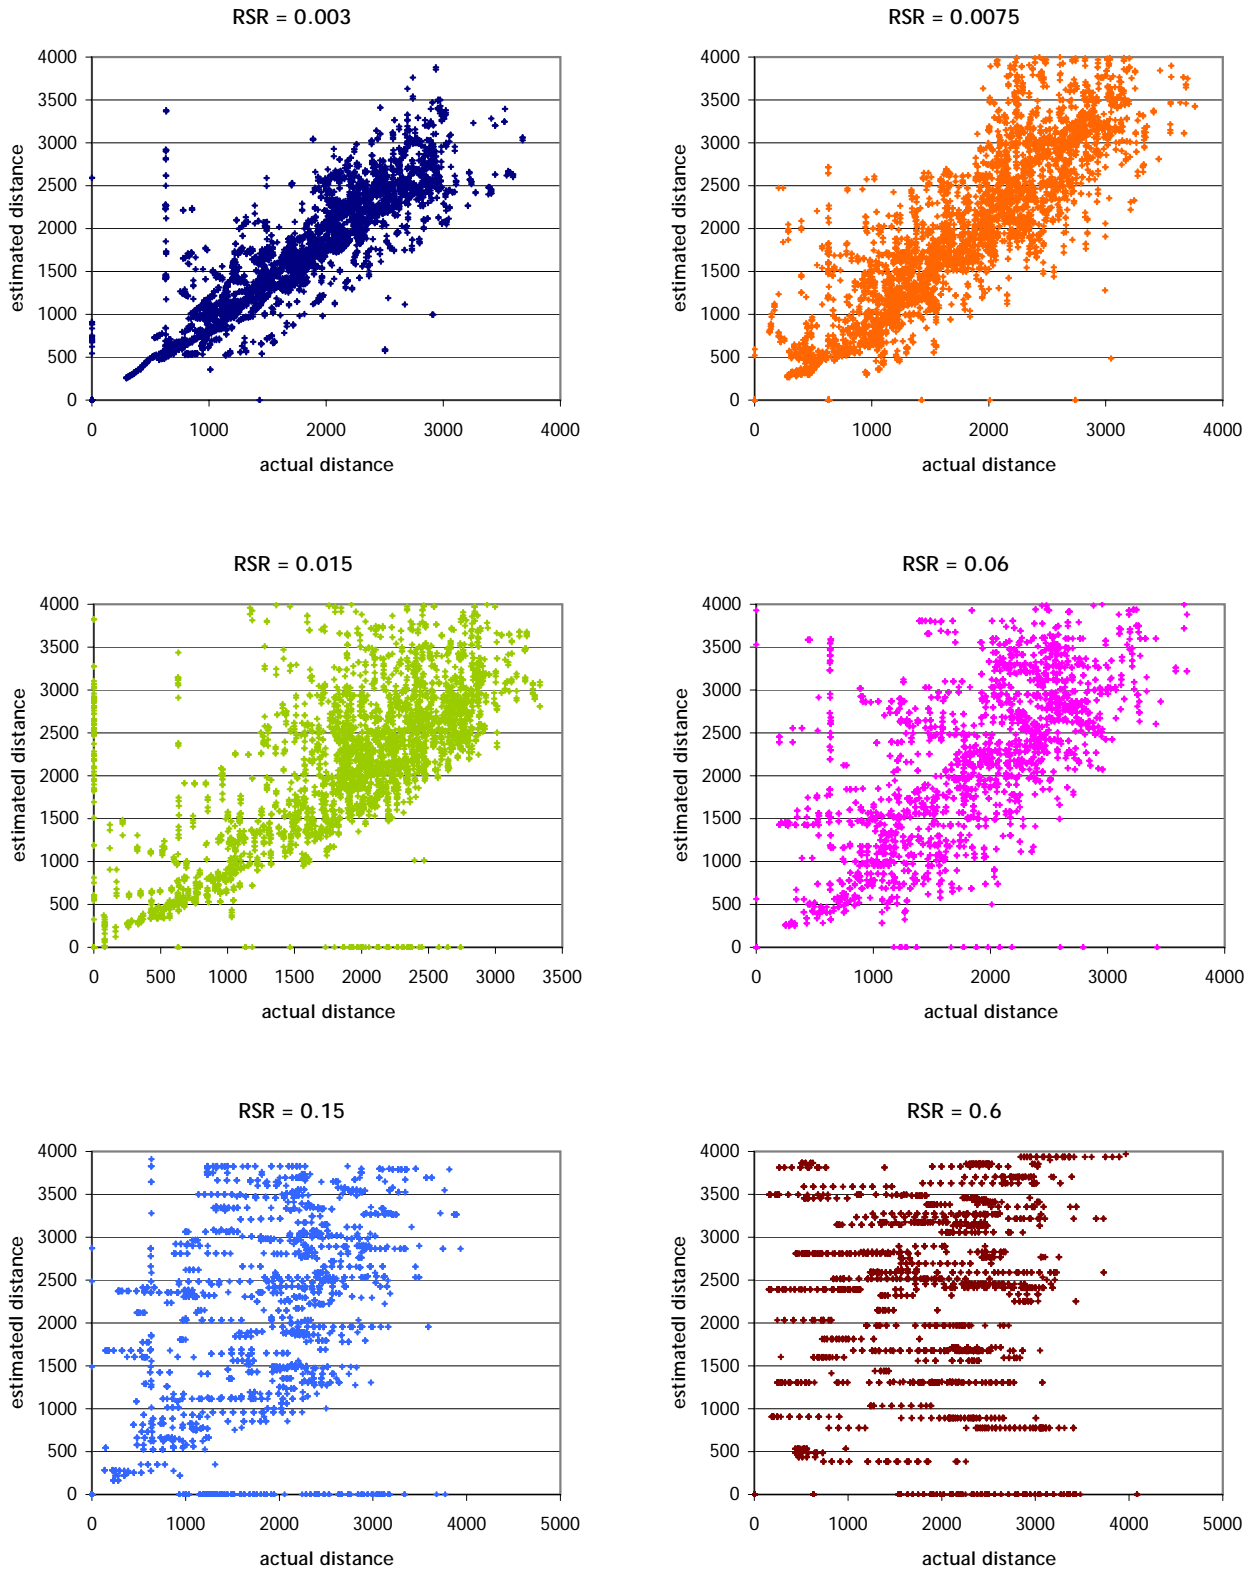 RSR = 0.003
4000
3500
3000
2500
2000
1500
1000
500
0
estimated distance
0 1000 2000 3000 4000
actual distance
RSR = 0.0075
4000
3500
3000
2500
2000
1500
1000
500
0
estimated distance
0 1000 2000 3000 4000
actual distance
RSR = 0.015
4000
3500
3000
2500
2000
1500
1000
500
0
estimatedl distance
0 500 1000 1500 2000 2500 3000 3500
actual distance
RSR = 0.06
4000
3500
3000
2500
2000
1500
1000
500
0
estimatedl distance
0 1000 2000 3000 4000
actual distance
RSR = 0.15
4000
3500
3000
2500
2000
1500
1000
500
0
estimatedl distance
0 1000 2000 3000 4000 5000
actual distance
RSR = 0.6
4000
3500
3000
2500
2000
1500
1000
500
0
estimatedl distance
0 1000 2000 3000 4000 5000
actual distance